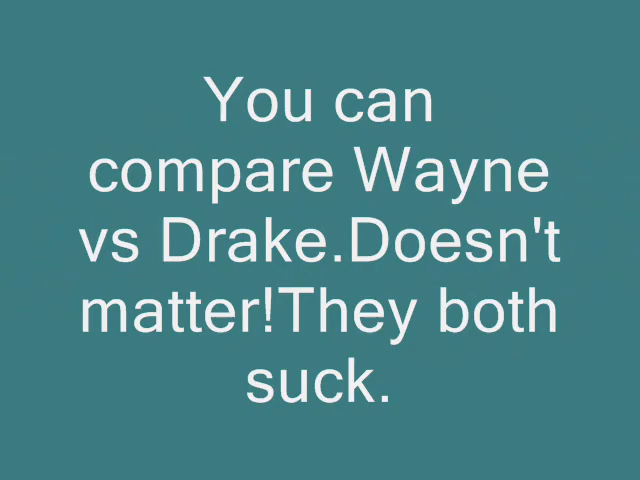 You can
compare Wayne
vs Drake.Doesn't
matter!They both
suck.